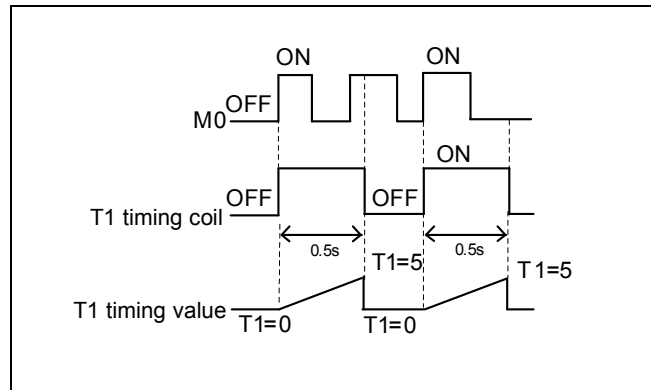 ON
ON
OFF
M0
ON
OFF
OFF
T1 timing coil
0.5s
0.5s
T1=5
T1=5
T1 timing value
T1=0
T1=0